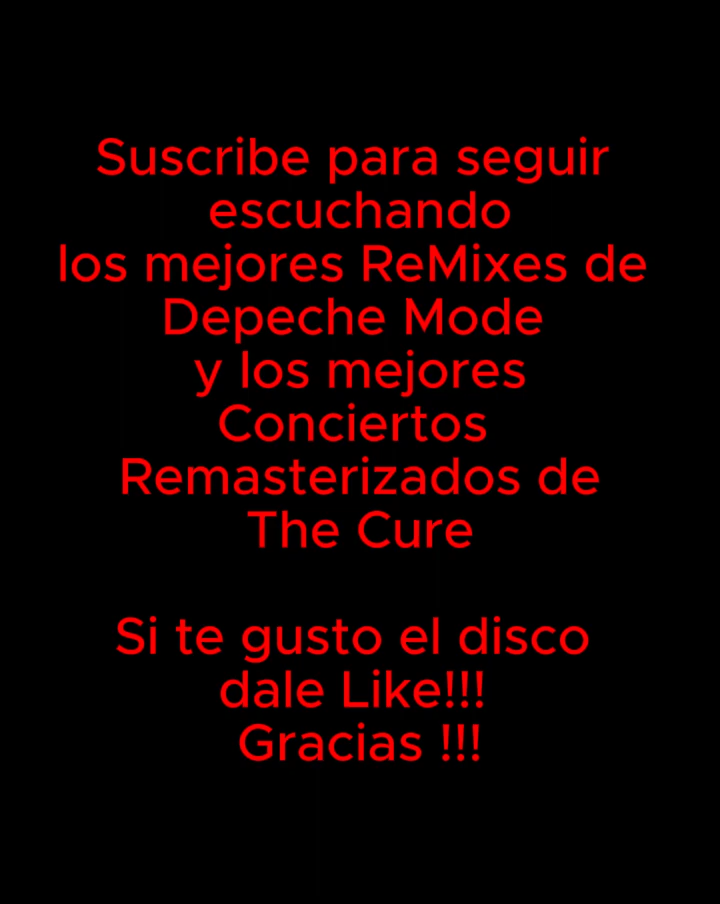 Suscribe para seguir
escuchando
los mejores ReMixes de
Depeche Mode
y los mejores
Conciertos
Remasterizados de
The Cure
Si te gusto el disco
dale Like!!!
Gracias !!!